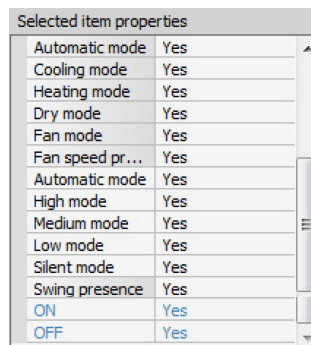 Selected item properties
Automatic mode Yes
Cooling mode Yes
Heating mode Yes
Dry mode Yes
Fan mode Yes
Fan speed pr... Yes
Automatic mode Yes
High mode Yes
Medium mode Yes
Low mode Yes
Silent mode Yes
Swing presence Yes
ON Yes
OFF Yes